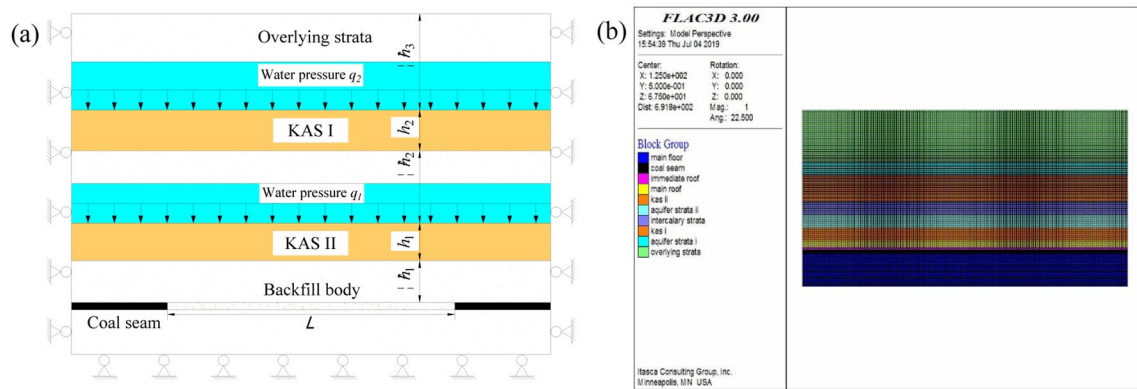 (a)
Overlying strata
ℏ3
Water pressure q2
KAS I
h2
ℏ2
Water pressure q1
KAS II
h1
ℏ1
Backfill body
Coal seam
L
(b)
FLAC3D 3.00
Settings: Model Perspective
15:54:39 Thu Jul 04 2019
Center: Rotation:
X: 1.250e+002 X: 0.000
Y: 5.000e-001 Y: 0.000
Z: 6.750e+001 Z: 0.000
Dist: 6.918e+002 Mag.: 1
Ang.: 22.500
Block Group
main floor
coal seam
immediate roof
main roof
kas ii
aquifer strata ii
intercalary strata
kas i
aquifer strata i
overlying strata
Itasca Consulting Group, Inc.
Minneapolis, MN USA